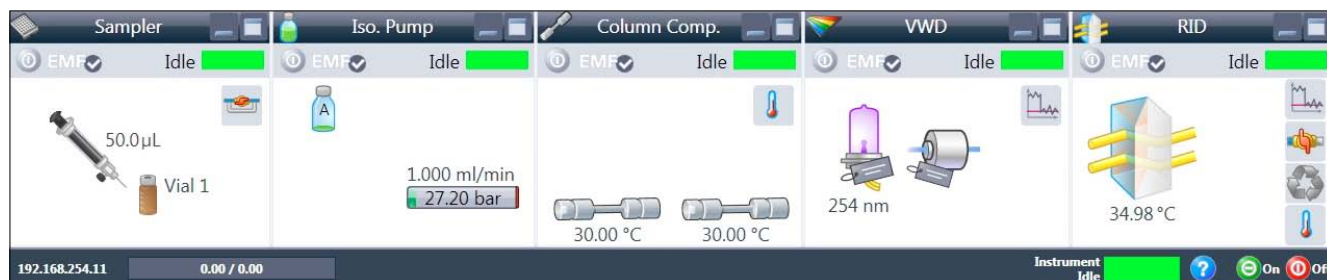 Sampler
EMF Idle
50.0µL
Vial 1
Iso. Pump
EMF Idle
A
1.000 ml/min
27.20 bar
Column Comp.
EMF Idle
30.00 °C 30.00 °C
VWD
EMF Idle
254 nm
RID
EMF Idle
34.98 °C
192.168.254.11 0.00 / 0.00
Instrument
Idle
? On Off